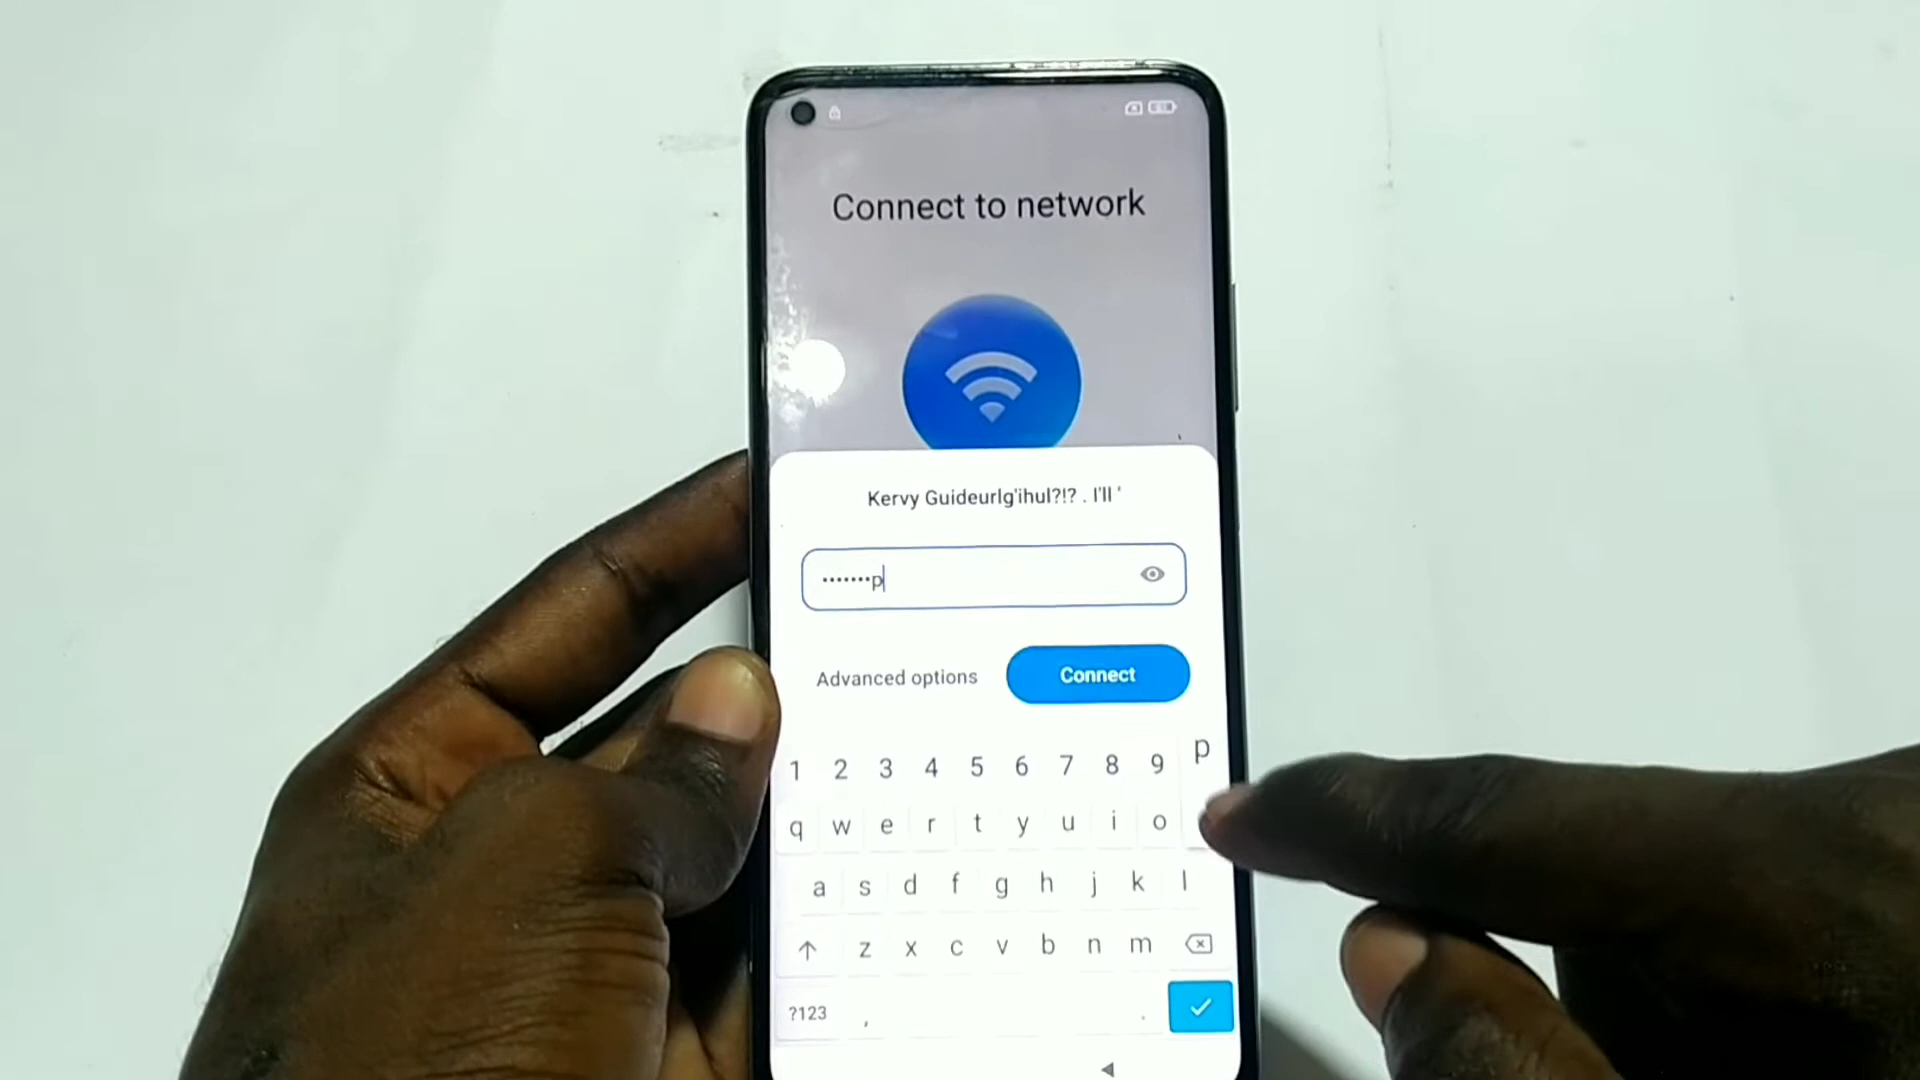 Connect to network
Kervy Guideurlg'ihul?!? . I'll '
•••••••p
Advanced options
Connect
1 2 3 4 5 6 7 8 9 p
q w e r t y u i o
a s d f g h j k l
z x c v b n m
?123 , .